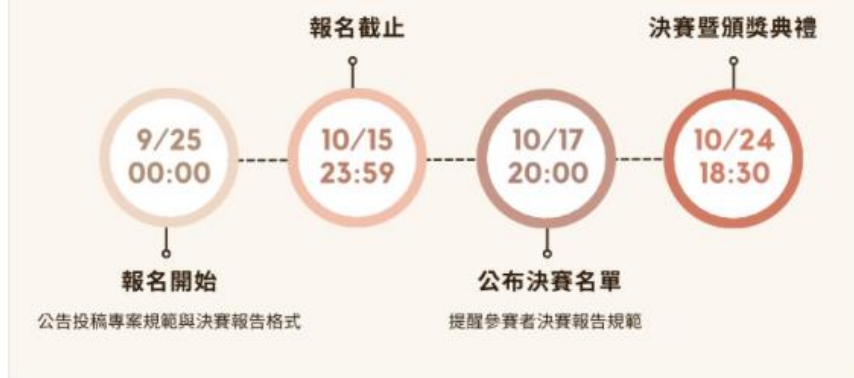 報名截止
決賽暨頒獎典禮
9/25
00:00
10/15
23:59
10/17
20:00
10/24
18:30
報名開始
公布決賽名單
公告投稿專案規範與決賽報告格式
提醒參賽者決賽報告規範